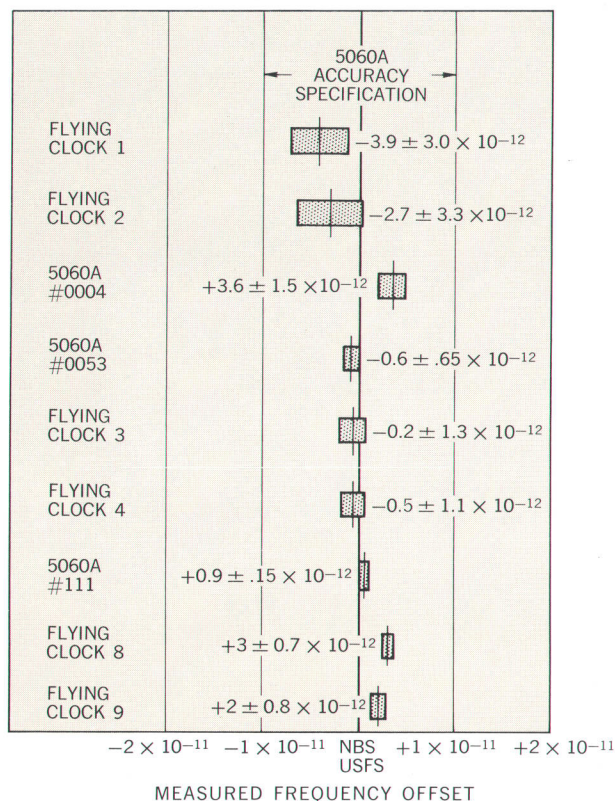 5060A
ACCURACY
SPECIFICATION
FLYING
CLOCK 1
−3.9 ± 3.0 × 10⁻¹²
FLYING
CLOCK 2
−2.7 ± 3.3 ×10⁻¹²
5060A
#0004
+3.6 ± 1.5 ×10⁻¹²
5060A
#0053
−0.6 ± .65 × 10⁻¹²
FLYING
CLOCK 3
−0.2 ± 1.3 × 10⁻¹²
FLYING
CLOCK 4
−0.5 ± 1.1 × 10⁻¹²
5060A
#111
+0.9 ± .15 × 10⁻¹²
FLYING
CLOCK 8
+3 ± 0.7 × 10⁻¹²
FLYING
CLOCK 9
+2 ± 0.8 × 10⁻¹²
−2 × 10⁻¹¹ −1 × 10⁻¹¹ NBS +1 × 10⁻¹¹ +2 × 10⁻¹¹
USFS
MEASURED FREQUENCY OFFSET